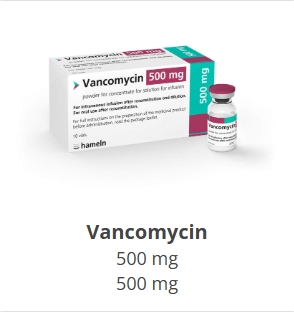 Vancomycin 500 mg
powder for concentrate for solution for infusion
For intravenous infusion after reconstitution and dilution.
For oral use after reconstitution.
For full instructions on the preparation of the medicinal product
before administration, read the package leaflet.
10 vials
hameln
500 mg
Vancomycin
Vancomycin
500 mg
500 mg